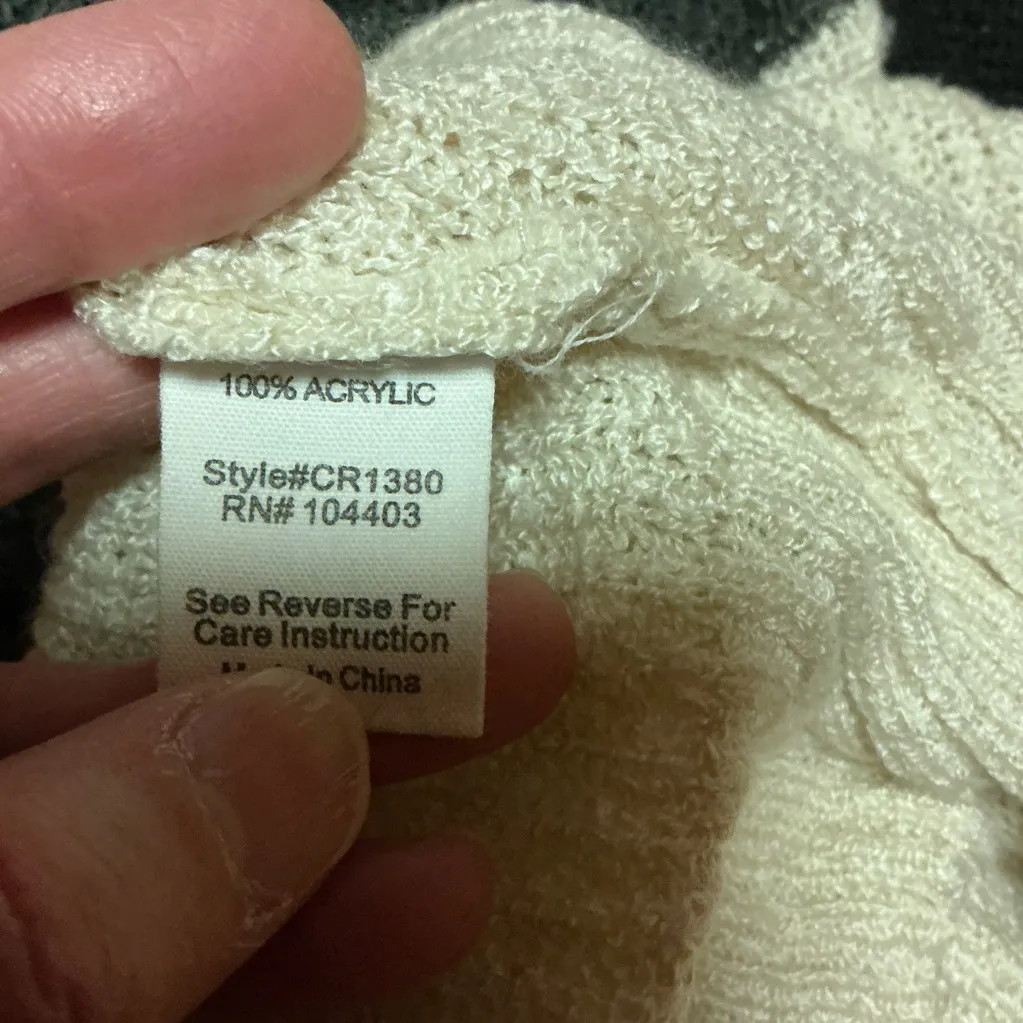 100% ACRYLIC
Style#CR1380
RN# 104403
See Reverse For
Care Instruction
In China